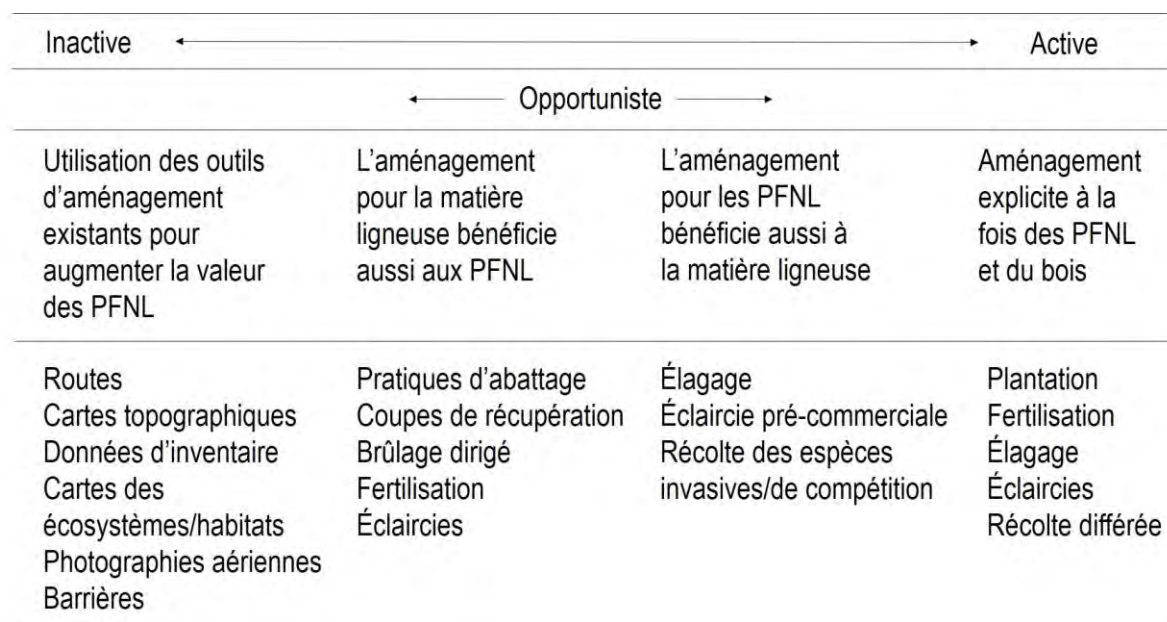 Inactive Active
Opportuniste
Utilisation des outils
d'aménagement
existants pour
augmenter la valeur
des PFNL
L'aménagement
pour la matière
ligneuse bénéficie
aussi aux PFNL
L'aménagement
pour les PFNL
bénéficie aussi à
la matière ligneuse
Aménagement
explicite à la
fois des PFNL
et du bois
Routes
Cartes topographiques
Données d'inventaire
Cartes des
écosystèmes/habitats
Photographies aériennes
Barrières
Pratiques d'abattage
Coupes de récupération
Brûlage dirigé
Fertilisation
Éclaircies
Élagage
Éclaircie pré-commerciale
Récolte des espèces
invasives/de compétition
Plantation
Fertilisation
Élagage
Éclaircies
Récolte différée